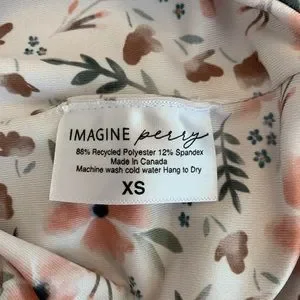 IMAGINE perry
88% Recycled Polyester 12% Spandex
Made in Canada
Machine wash cold water Hang to Dry
XS